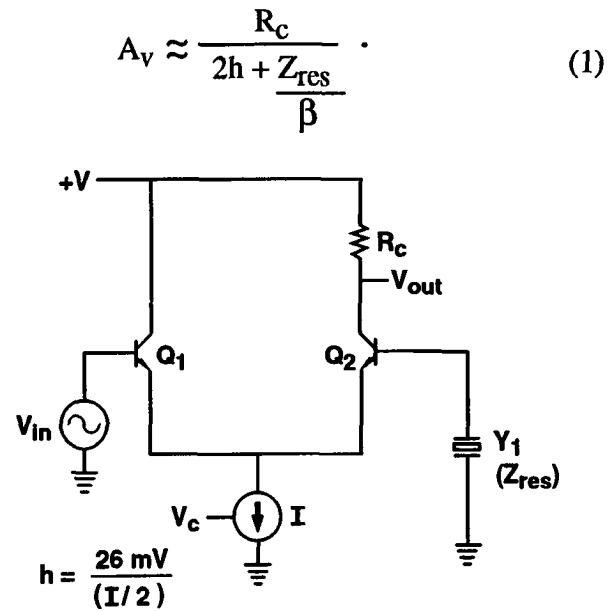 A_v ≈ R_c / (2h + Z_res / β) . (1)
+V
R_c
V_out
Q_1
Q_2
V_in
Y_1
(Z_res)
V_c
I
h = 26 mV / (I/2)